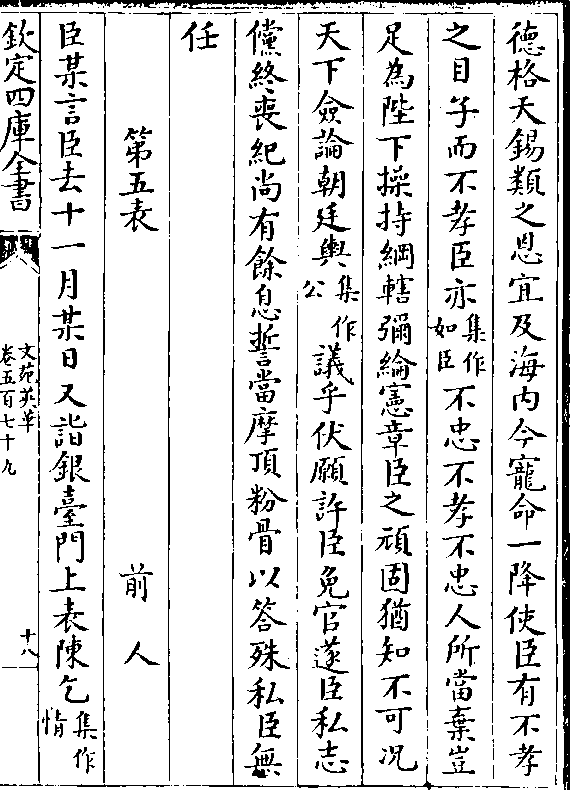 德格天錫類之恩宜及海内今寵命一降使臣有不孝
之目子而不孝臣亦集作如臣不忠不孝不忠人所當棄豈
足為陛下操持綱轄彌綸憲章臣之頑固猶知不可况
天下僉論朝廷輿集作公議乎伏願許臣免官遂臣私志
儻終喪紀尚有餘息誓當摩頂粉骨以答殊私臣無
任
第五表 前人
臣某言臣去十一月某日又詣銀臺門上表陳乞集作情
欽定四庫全書
文苑英華
卷五百七十九
十八